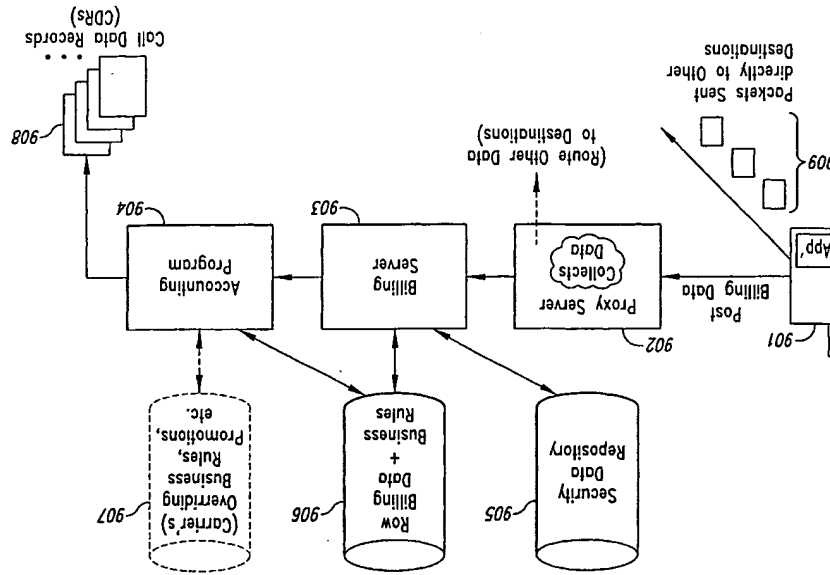 Security
Data
Repository
905
Raw
Billing
Data
+
Business
Rules
906
(Carrier's)
Overriding
Business
Rules,
Promotions,
etc.
907
901
App'
Post
Billing Data
902
Proxy Server
Collects
Data
Billing
Server
903
Accounting
Program
904
909
Packets Sent
directly to Other
Destinations
(Route Other Data
to Destinations)
908
. . .
Call Data Records
(CDRs)